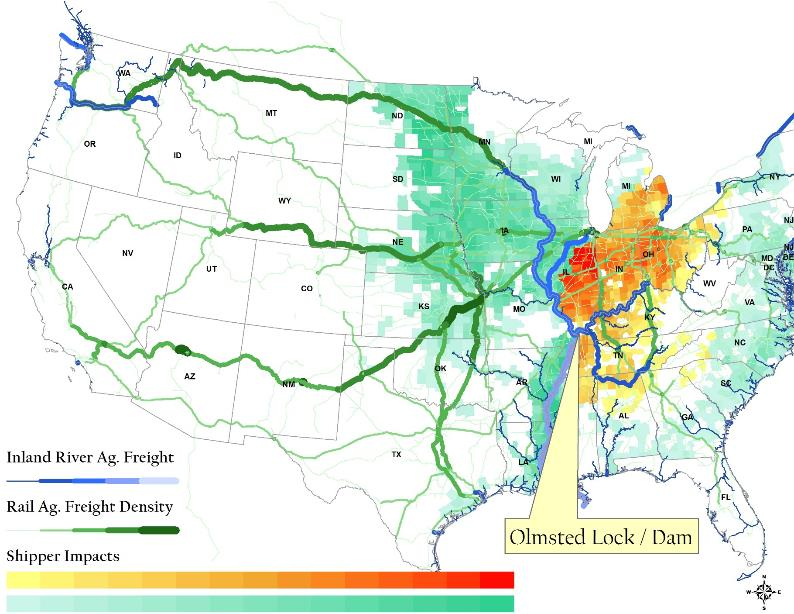 WA
MT
ND
MN
MI
OR
ID
SD
WI
MI
NY
WY
IA
PA
NJ
NV
UT
NE
IL
IN
OH
NJ
DE
MD
DC
CO
WV
CA
KS
MO
KY
VA
AZ
NM
OK
AR
TN
NC
SC
AL
GA
TX
LA
FL
Inland River Ag. Freight
Rail Ag. Freight Density
Olmsted Lock / Dam
Shipper Impacts
N
W E
S